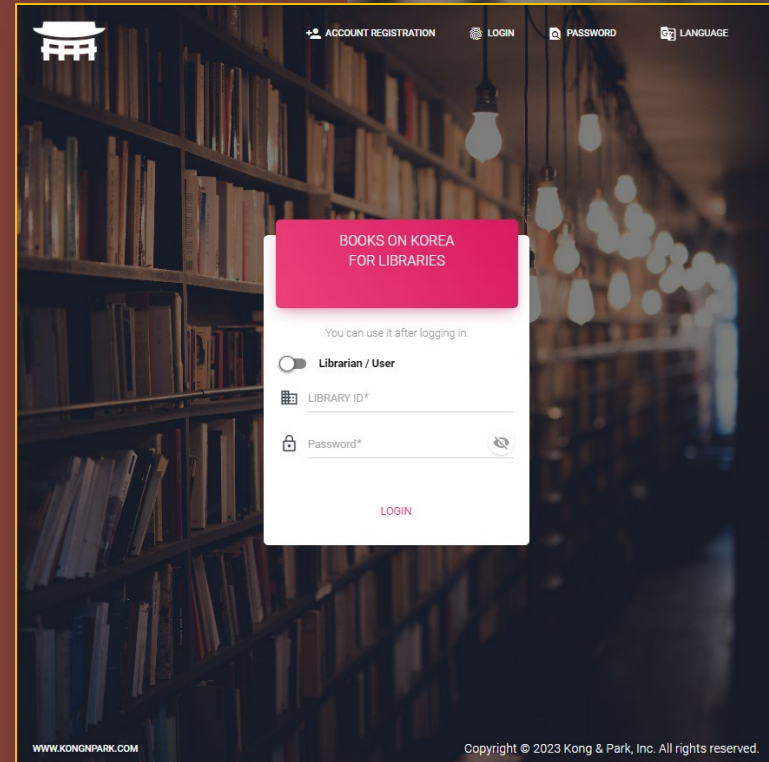 ACCOUNT REGISTRATION
LOGIN
PASSWORD
LANGUAGE
BOOKS ON KOREA
FOR LIBRARIES
You can use it after logging in.
Librarian / User
LIBRARY ID*
Password*
LOGIN
WWW.KONGNPARK.COM
Copyright © 2023 Kong & Park, Inc. All rights reserved.